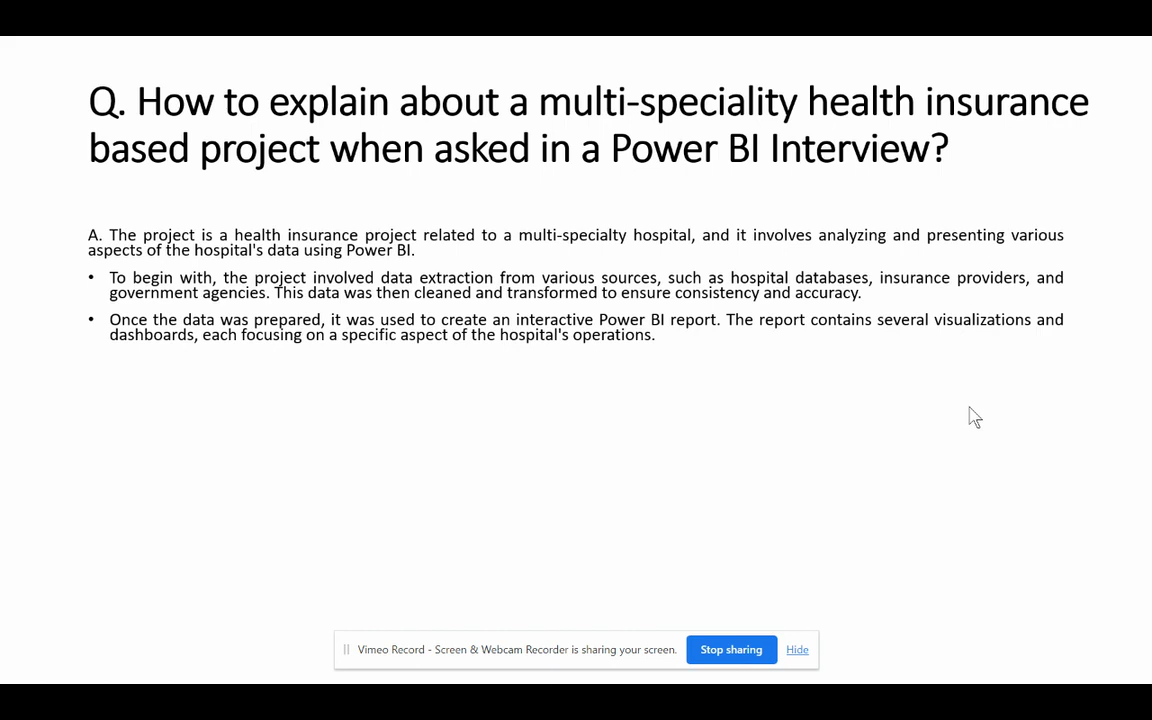 Q. How to explain about a multi-speciality health insurance
based project when asked in a Power BI Interview?
A. The project is a health insurance project related to a multi-specialty hospital, and it involves analyzing and presenting various
aspects of the hospital's data using Power BI.
• To begin with, the project involved data extraction from various sources, such as hospital databases, insurance providers, and
government agencies. This data was then cleaned and transformed to ensure consistency and accuracy.
• Once the data was prepared, it was used to create an interactive Power BI report. The report contains several visualizations and
dashboards, each focusing on a specific aspect of the hospital's operations.
Vimeo Record - Screen & Webcam Recorder is sharing your screen. Stop sharing Hide